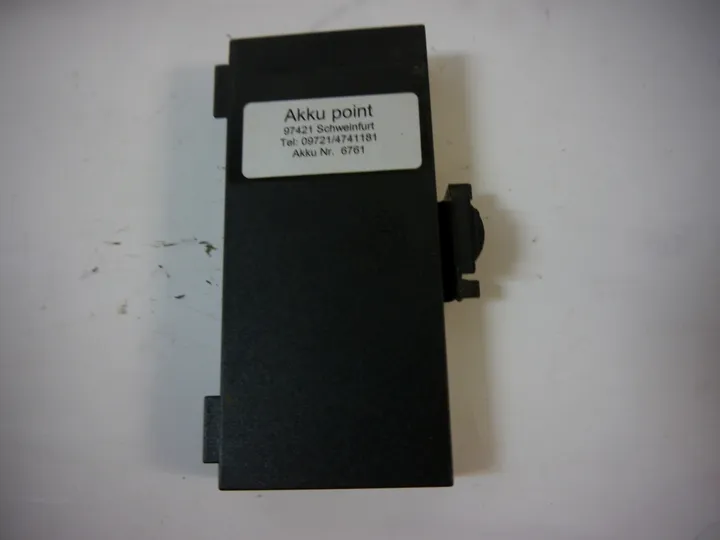 Akku point
97421 Schweinfurt
Tel: 09721/4741181
Akku Nr. 6761